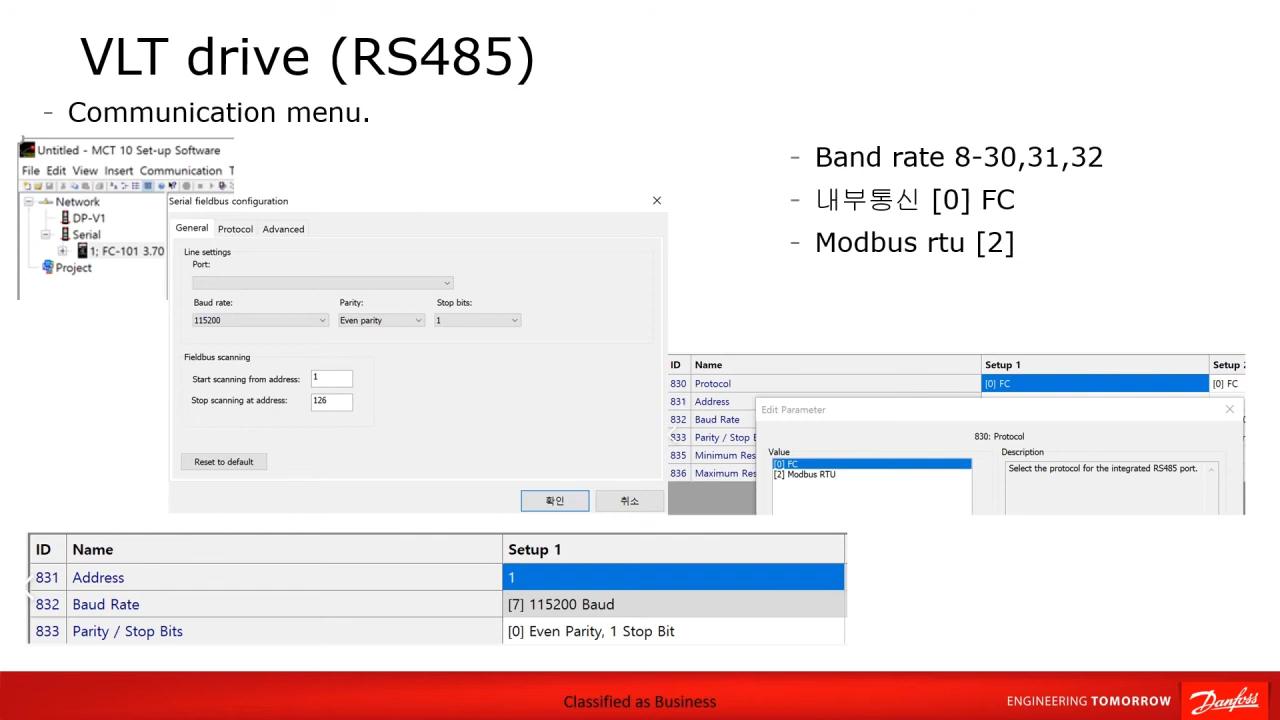 VLT drive (RS485)
- Communication menu.
Untitled - MCT 10 Set-up Software
File Edit View Insert Communication T
Network
DP-V1
Serial
1; FC-101 3.70
Project
Serial fieldbus configuration
General Protocol Advanced
Line settings
Port:
Baud rate: Parity: Stop bits:
115200 Even parity 1
Fieldbus scanning
Start scanning from address: 1
Stop scanning at address: 126
Reset to default
확인 취소
- Band rate 8-30,31,32
- 내부통신 [0] FC
- Modbus rtu [2]
ID Name Setup 1 Setup
830 Protocol [0] FC [0] FC
831 Address
832 Baud Rate
833 Parity / Stop
835 Minimum Res
836 Maximum Res
Edit Parameter
830: Protocol
Value Description
[0] FC Select the protocol for the integrated RS485 port.
[2] Modbus RTU
ID Name Setup 1
831 Address 1
832 Baud Rate [7] 115200 Baud
833 Parity / Stop Bits [0] Even Parity, 1 Stop Bit
Classified as Business
ENGINEERING TOMORROW
Danfoss